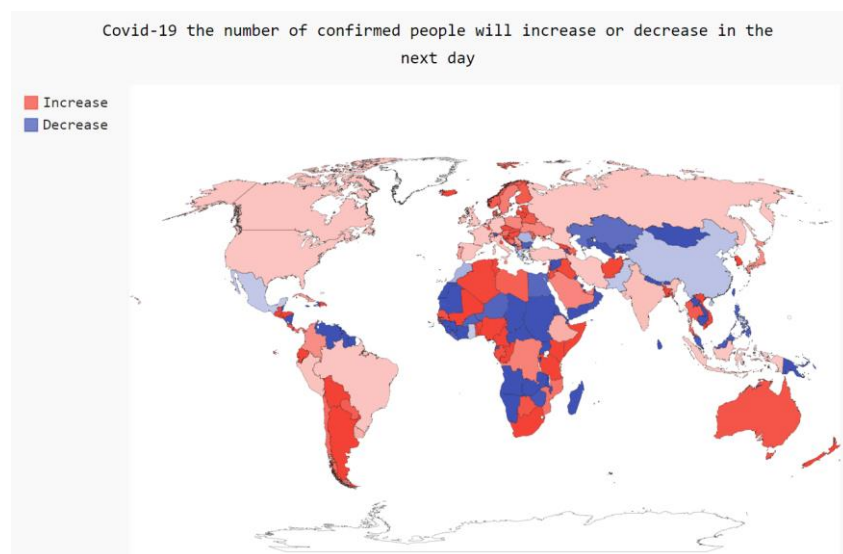 Covid-19 the number of confirmed people will increase or decrease in the
next day
Increase
Decrease